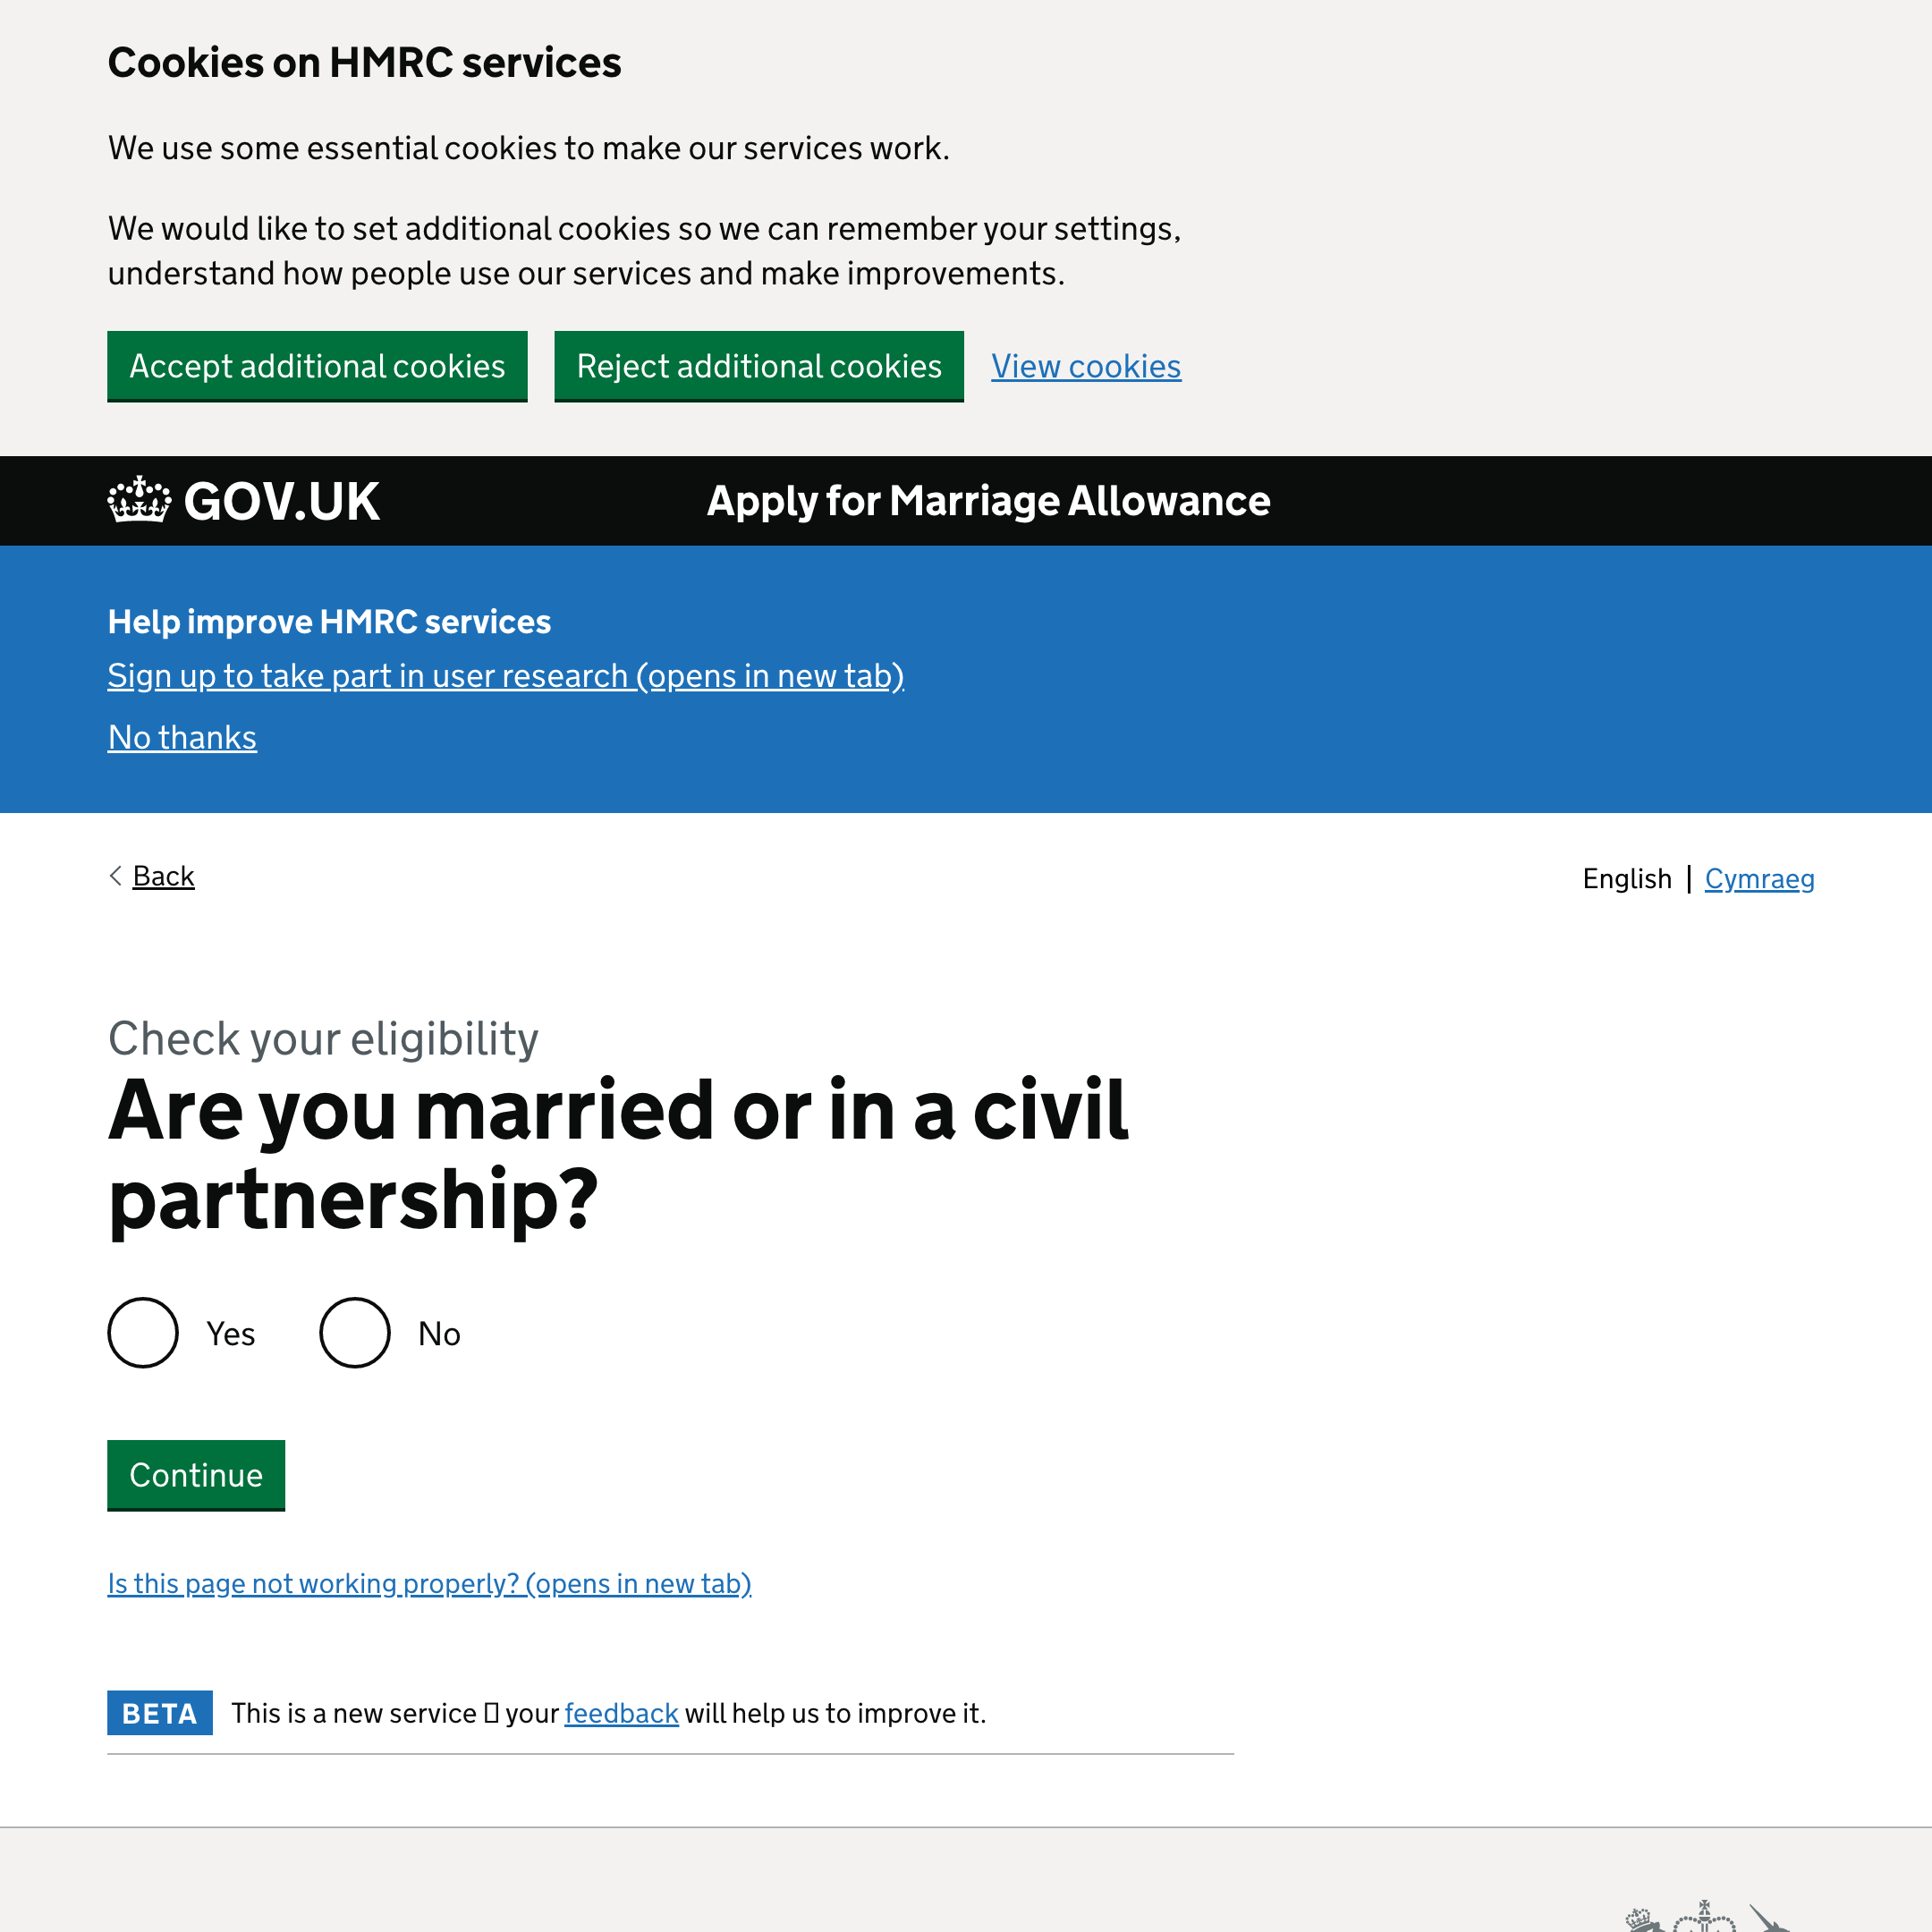 Cookies on HMRC services
We use some essential cookies to make our services work.
We would like to set additional cookies so we can remember your settings,
understand how people use our services and make improvements.
Accept additional cookies Reject additional cookies View cookies
GOV.UK Apply for Marriage Allowance
Help improve HMRC services
Sign up to take part in user research (opens in new tab)
No thanks
Back English | Cymraeg
Check your eligibility
Are you married or in a civil
partnership?
Yes No
Continue
Is this page not working properly? (opens in new tab)
BETA This is a new service ▯ your feedback will help us to improve it.